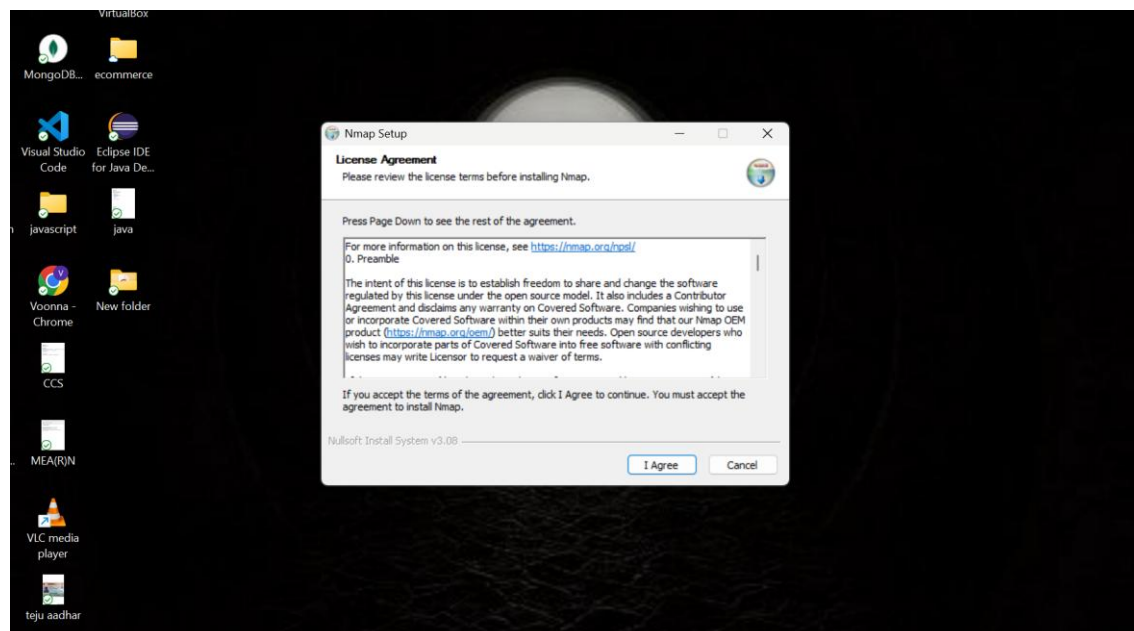 VirtualBox
MongoDB... ecommerce
Visual Studio Code
Eclipse IDE for Java De...
javascript
java
Voonna - Chrome
New folder
CCS
MEA(R)N
VLC media player
teju aadhar
Nmap Setup
License Agreement
Please review the license terms before installing Nmap.
Press Page Down to see the rest of the agreement.
For more information on this license, see https://nmap.org/npsl/
0. Preamble
The intent of this license is to establish freedom to share and change the software
regulated by this license under the open source model. It also includes a Contributor
Agreement and disclaims any warranty on Covered Software. Companies wishing to use
or incorporate Covered Software within their own products may find that our Nmap OEM
product (https://nmap.org/oem/) better suits their needs. Open source developers who
wish to incorporate parts of Covered Software into free software with conflicting
licenses may write Licensor to request a waiver of terms.
If you accept the terms of the agreement, click I Agree to continue. You must accept the
agreement to install Nmap.
Nullsoft Install System v3.08
I Agree
Cancel